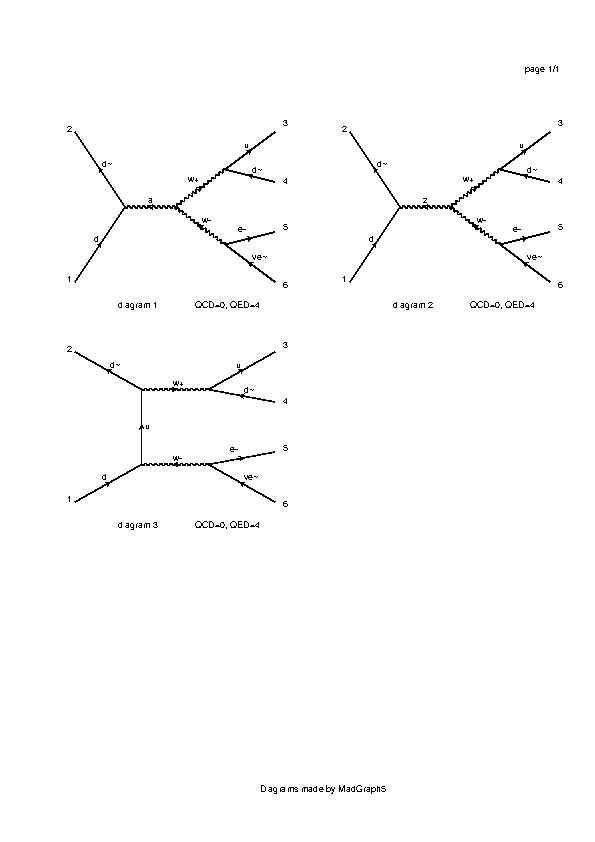 page 1/1
2 d~ d 1 a w+ w- u d~ e- ve~ 3 4 5 6
diagram 1 QCD=0, QED=4
2 d~ d 1 z w+ w- u d~ e- ve~ 3 4 5 6
diagram 2 QCD=0, QED=4
2 d~ d 1 u w+ w- u d~ e- ve~ 3 4 5 6
diagram 3 QCD=0, QED=4
Diagrams made by MadGraph5